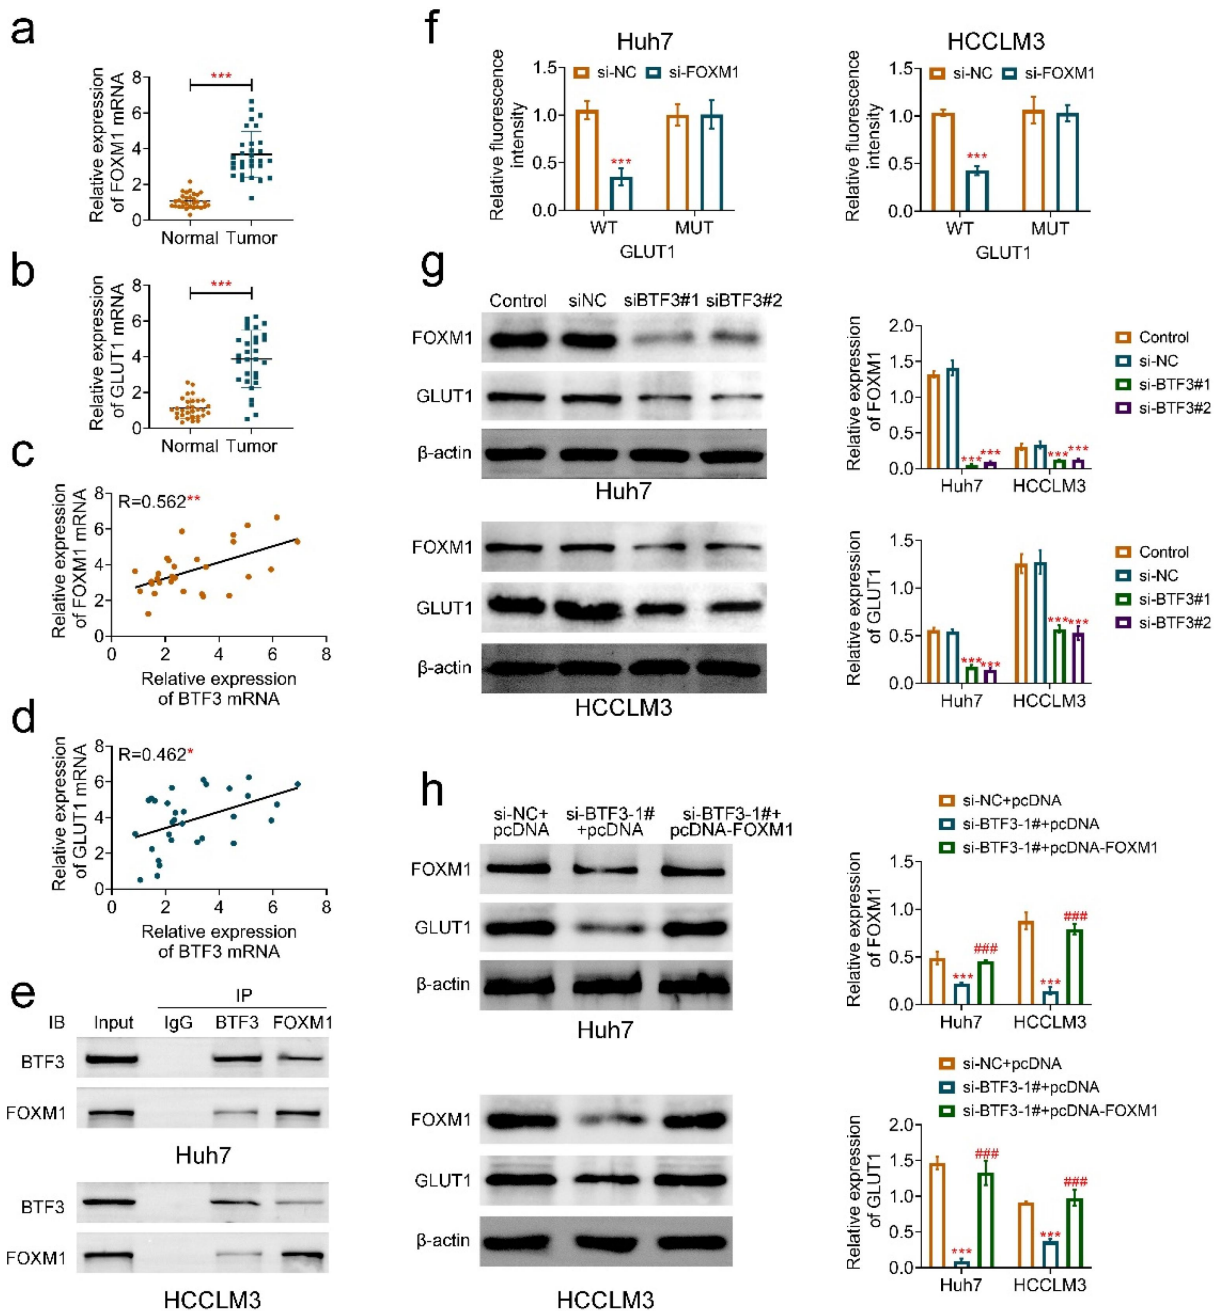 a
***
Relative expression
of FOXM1 mRNA
8
6
4
2
0
Normal Tumor
b
***
Relative expression
of GLUT1 mRNA
8
6
4
2
0
Normal Tumor
c
R=0.562**
Relative expression
of FOXM1 mRNA
8
6
4
2
0
0 2 4 6 8
Relative expression
of BTF3 mRNA
d
R=0.462*
Relative expression
of GLUT1 mRNA
8
6
4
2
0
0 2 4 6 8
Relative expression
of BTF3 mRNA
e
IP
IB Input IgG BTF3 FOXM1
BTF3
FOXM1
Huh7
BTF3
FOXM1
HCCLM3
f
Huh7
si-NC si-FOXM1
Relative fluorescence
intensity
1.5
1.0
0.5
0.0
***
WT MUT
GLUT1
HCCLM3
si-NC si-FOXM1
Relative fluorescence
intensity
1.5
1.0
0.5
0.0
***
WT MUT
GLUT1
g
Control siNC siBTF3#1 siBTF3#2
FOXM1
GLUT1
β-actin
Huh7
FOXM1
GLUT1
β-actin
HCCLM3
Relative expression
of FOXM1
2.0
1.5
1.0
0.5
0.0
*** *** *** ***
Huh7 HCCLM3
Control
si-NC
si-BTF3#1
si-BTF3#2
Relative expression
of GLUT1
1.5
1.0
0.5
0.0
*** *** *** ***
Huh7 HCCLM3
Control
si-NC
si-BTF3#1
si-BTF3#2
h
si-NC+ si-BTF3-1# si-BTF3-1#+
pcDNA +pcDNA pcDNA-FOXM1
FOXM1
GLUT1
β-actin
Huh7
FOXM1
GLUT1
β-actin
HCCLM3
si-NC+pcDNA
si-BTF3-1#+pcDNA
si-BTF3-1#+pcDNA-FOXM1
Relative expression
of FOXM1
1.5
1.0
0.5
0.0
*** ### *** ###
Huh7 HCCLM3
si-NC+pcDNA
si-BTF3-1#+pcDNA
si-BTF3-1#+pcDNA-FOXM1
Relative expression
of GLUT1
2.0
1.5
1.0
0.5
0.0
*** ### *** ###
Huh7 HCCLM3